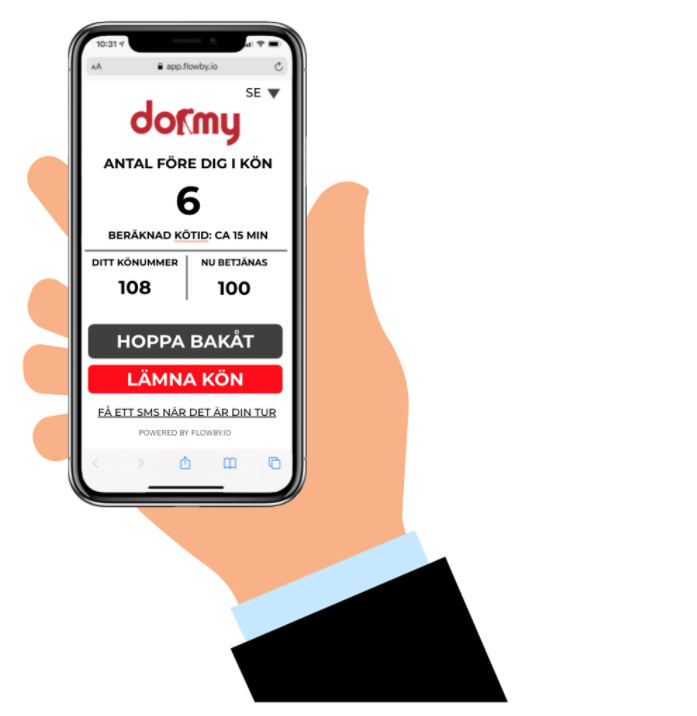 10:31
AA app.flowby.io
SE
dormy
ANTAL FÖRE DIG I KÖN
6
BERÄKNAD KÖTID: CA 15 MIN
DITT KÖNUMMER NU BETJÄNAS
108 100
HOPPA BAKÅT
LÄMNA KÖN
FÅ ETT SMS NÄR DET ÄR DIN TUR
POWERED BY FLOWBY.IO